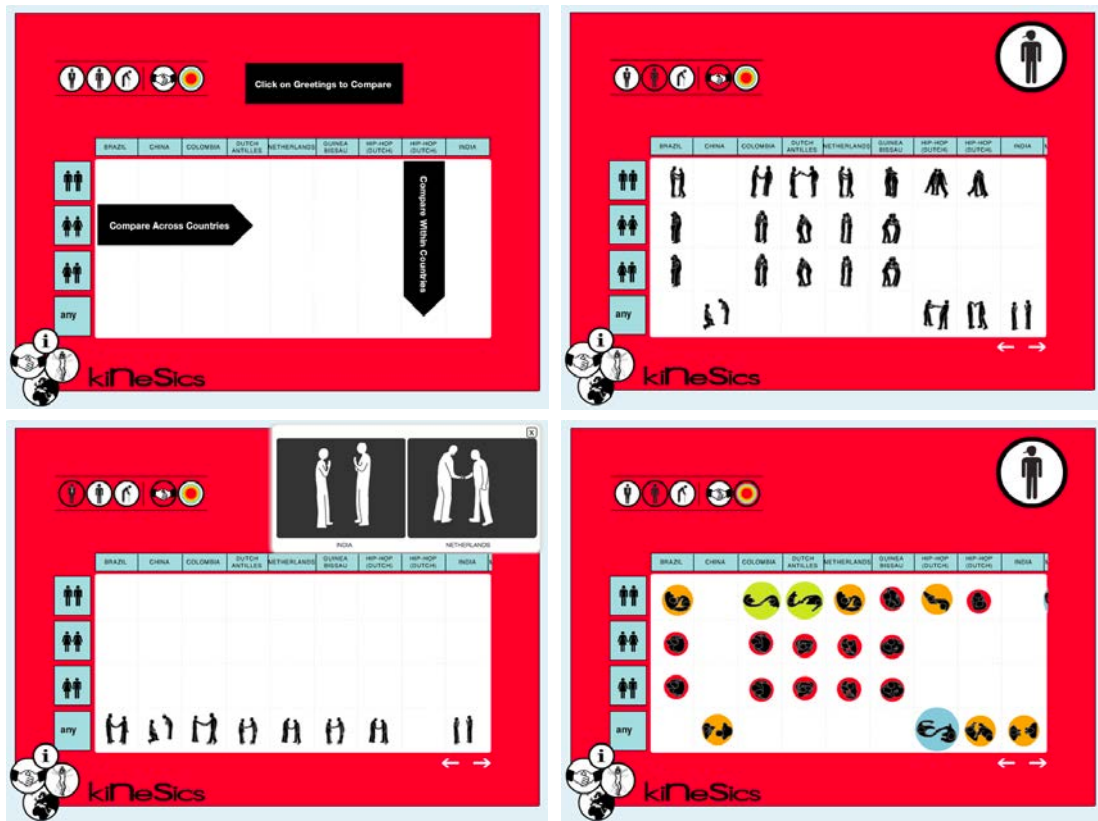 Click on Greetings to Compare
BRAZIL CHINA COLOMBIA DUTCH ANTILLES NETHERLANDS GUINEA BISSAU HIP-HOP (DUTCH) HIP-HOP (DUTCH) INDIA
Compare Across Countries
Compare Within Countries
any
i
kiNeSics
BRAZIL CHINA COLOMBIA DUTCH ANTILLES NETHERLANDS GUINEA BISSAU HIP-HOP (DUTCH) HIP-HOP (DUTCH) INDIA
any
i
kiNeSics
X
INDIA NETHERLANDS
BRAZIL CHINA COLOMBIA DUTCH ANTILLES NETHERLANDS GUINEA BISSAU HIP-HOP (DUTCH) HIP-HOP (DUTCH) INDIA
any
i
kiNeSics
BRAZIL CHINA COLOMBIA DUTCH ANTILLES NETHERLANDS GUINEA BISSAU HIP-HOP (DUTCH) HIP-HOP (DUTCH) INDIA
any
i
kiNeSics